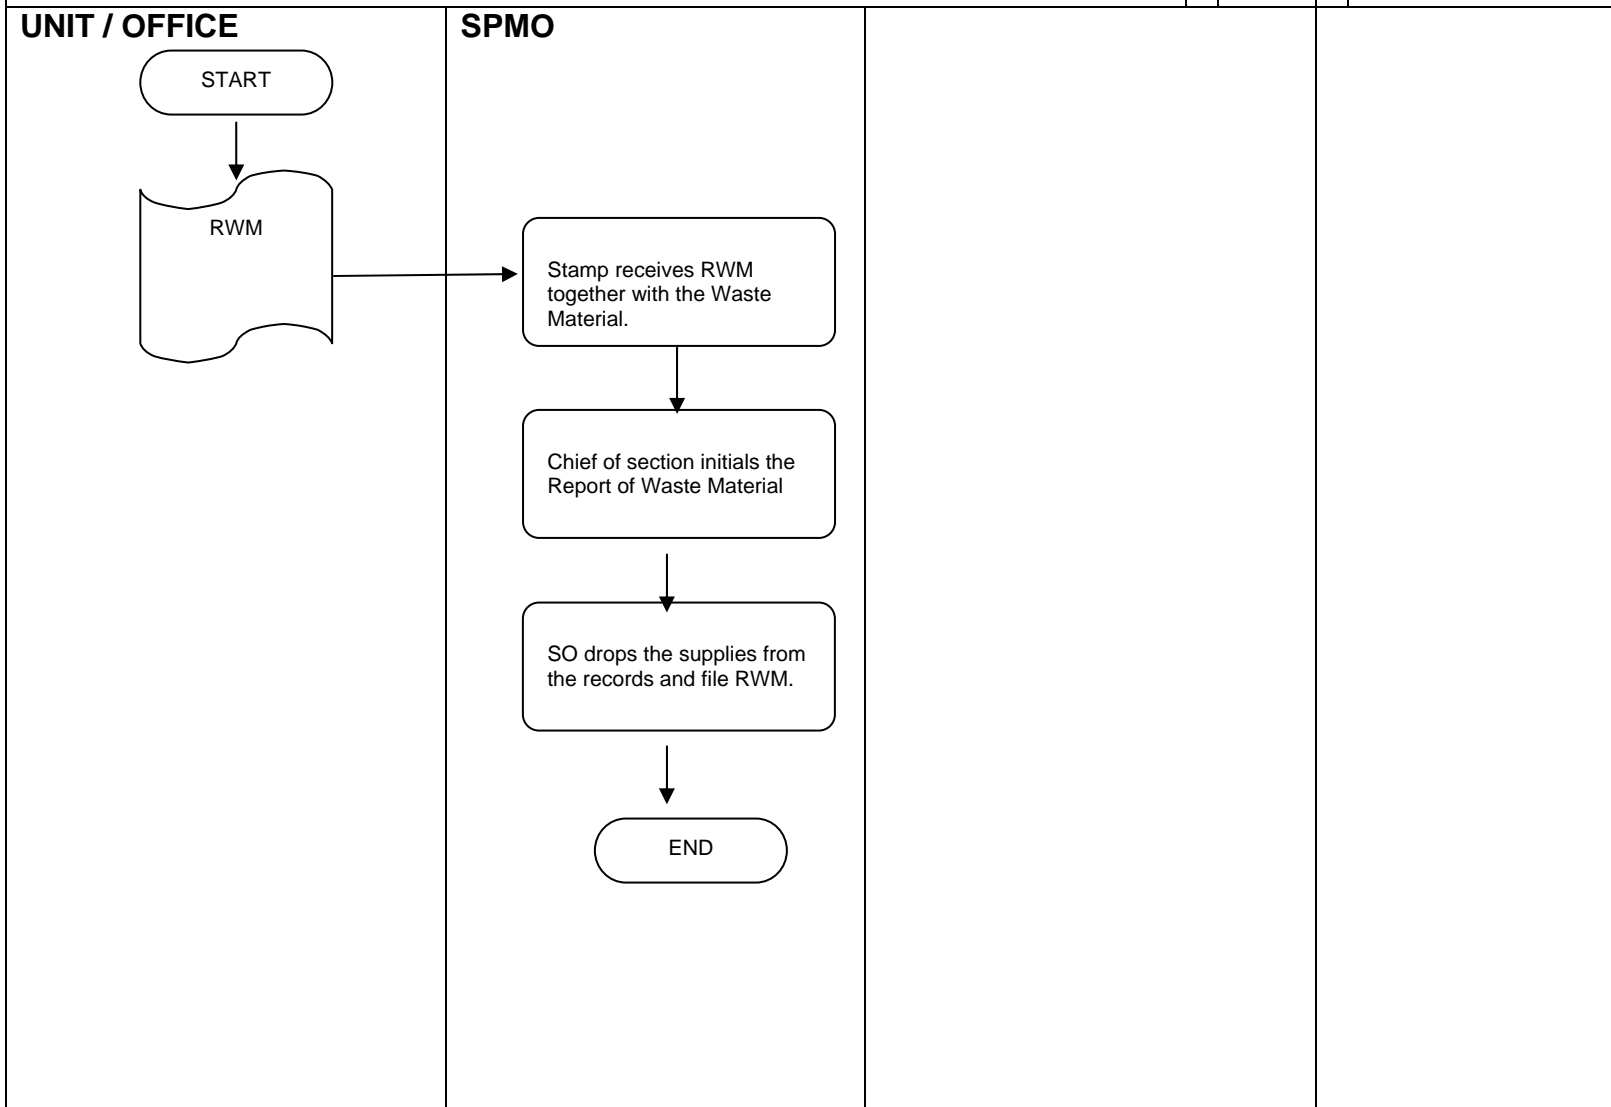 UNIT / OFFICE
SPMO
START
RWM
Stamp receives RWM
together with the Waste
Material.
Chief of section initials the
Report of Waste Material
SO drops the supplies from
the records and file RWM.
END